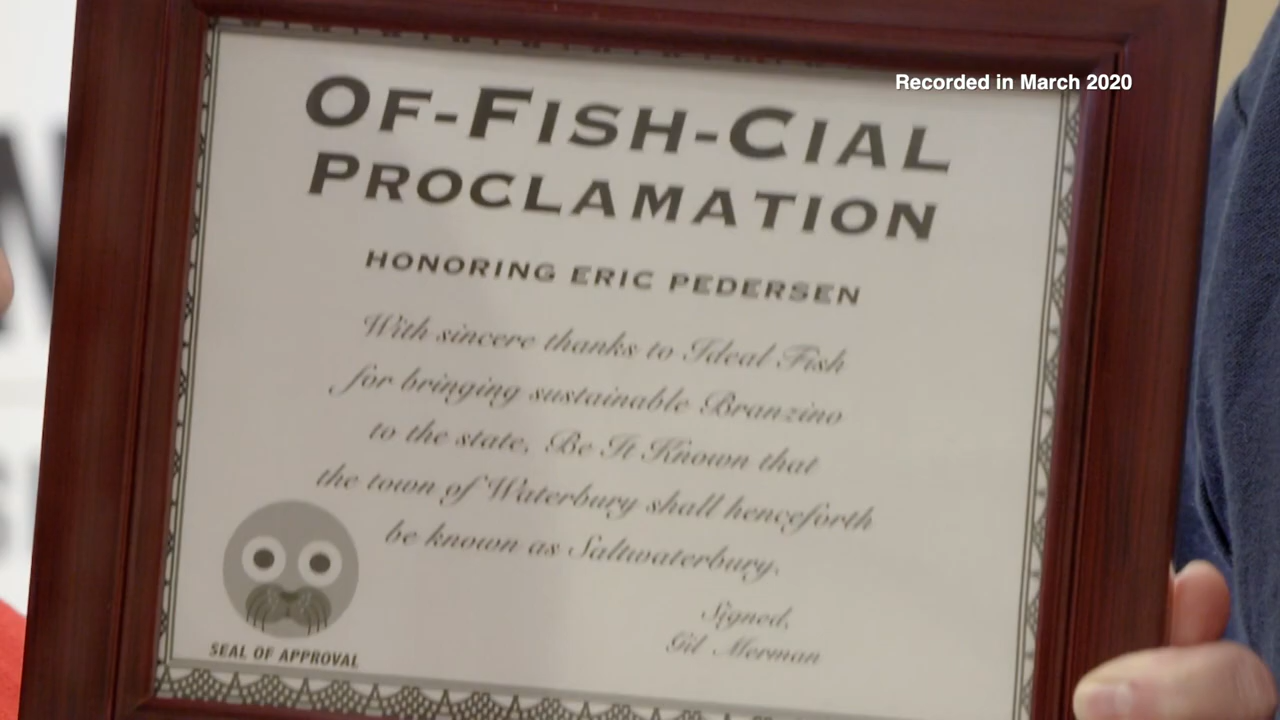 Recorded in March 2020
OF-FISH-CIAL
PROCLAMATION
HONORING ERIC PEDERSEN
With sincere thanks to Ideal Fish
for bringing sustainable Branzino
to the state, Be It Known that
the town of Waterbury shall henceforth
be known as Saltwaterbury.
Signed,
Gil Merman
SEAL OF APPROVAL